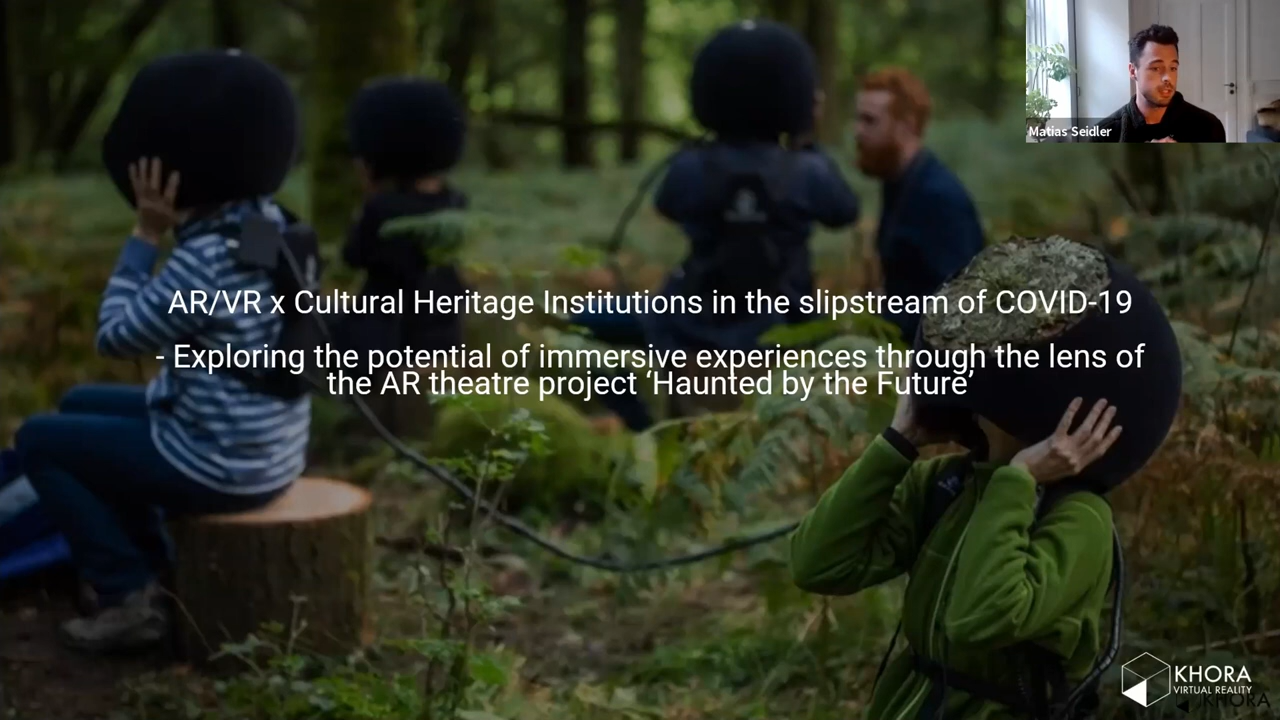 Matias Seidler
AR/VR x Cultural Heritage Institutions in the slipstream of COVID-19
- Exploring the potential of immersive experiences through the lens of
the AR theatre project ‘Haunted by the Future’
KHORA
VIRTUAL REALITY
KHORA